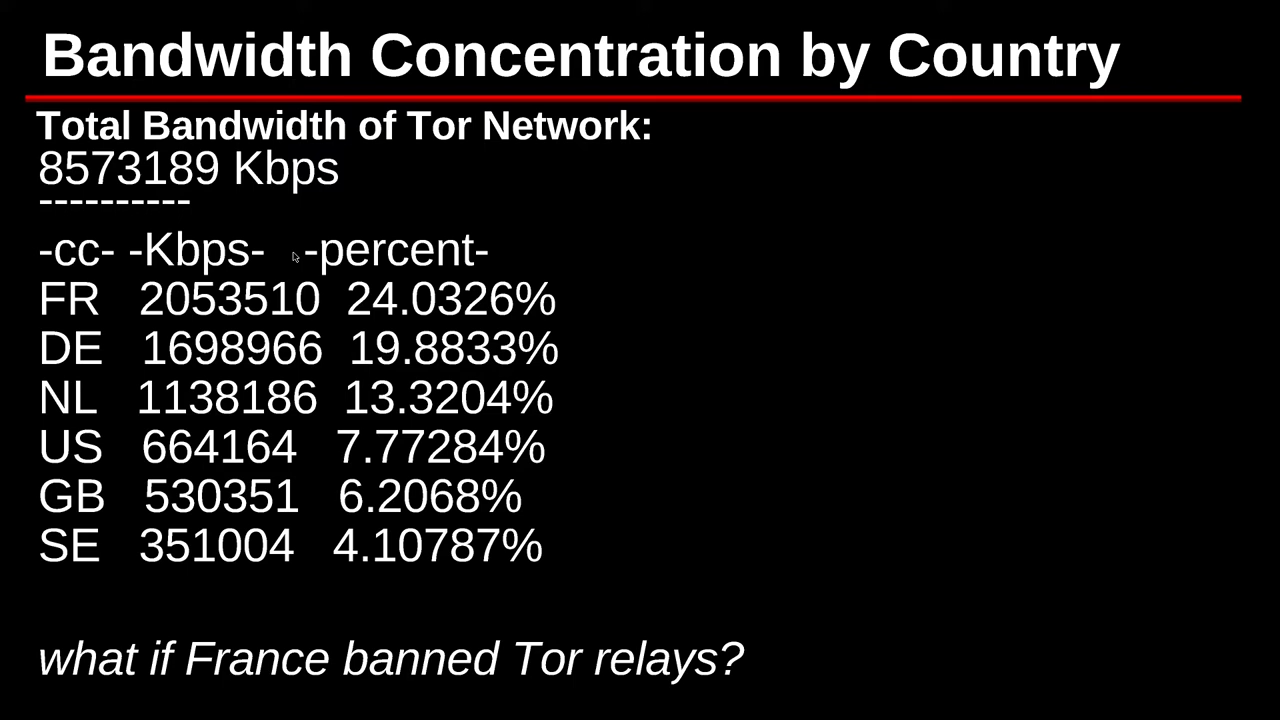 Bandwidth Concentration by Country
Total Bandwidth of Tor Network:
8573189 Kbps
----------
-cc- -Kbps- -percent-
FR 2053510 24.0326%
DE 1698966 19.8833%
NL 1138186 13.3204%
US 664164 7.77284%
GB 530351 6.2068%
SE 351004 4.10787%
what if France banned Tor relays?